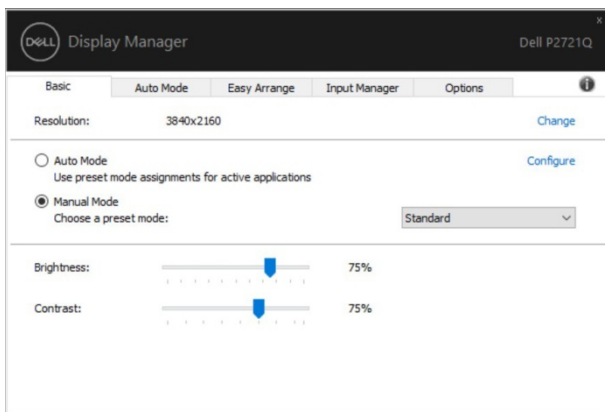 x
DELL Display Manager
Dell P2721Q
Basic Auto Mode Easy Arrange Input Manager Options
Resolution: 3840x2160 Change
Auto Mode Configure
Use preset mode assignments for active applications
Manual Mode
Choose a preset mode: Standard
Brightness: 75%
Contrast: 75%